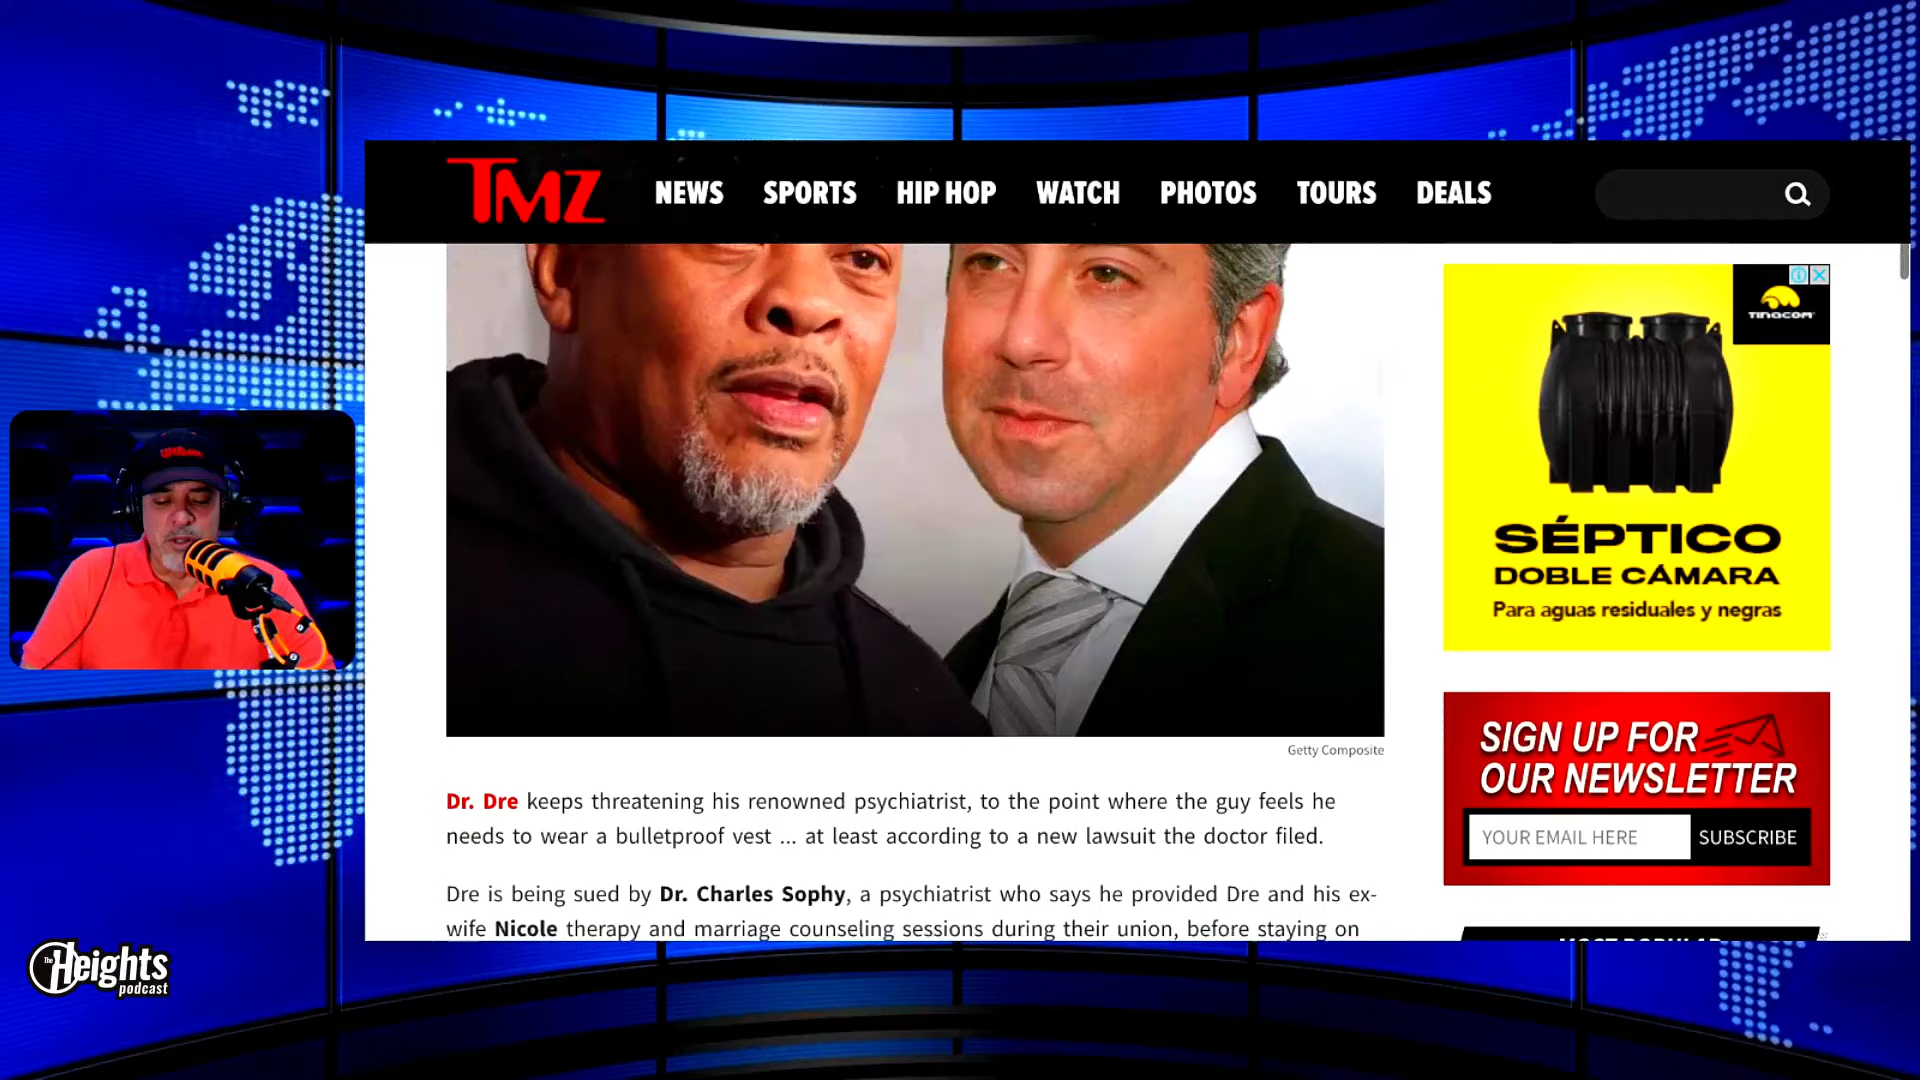 TMZ NEWS SPORTS HIP HOP WATCH PHOTOS TOURS DEALS
TINACOM
SÉPTICO
DOBLE CÁMARA
Para aguas residuales y negras
Getty Composite
Dr. Dre keeps threatening his renowned psychiatrist, to the point where the guy feels he
needs to wear a bulletproof vest ... at least according to a new lawsuit the doctor filed.
Dre is being sued by Dr. Charles Sophy, a psychiatrist who says he provided Dre and his ex-
wife Nicole therapy and marriage counseling sessions during their union, before staying on
SIGN UP FOR
OUR NEWSLETTER
YOUR EMAIL HERE SUBSCRIBE
MOST POPULAR
Wilson
The Heights
podcast